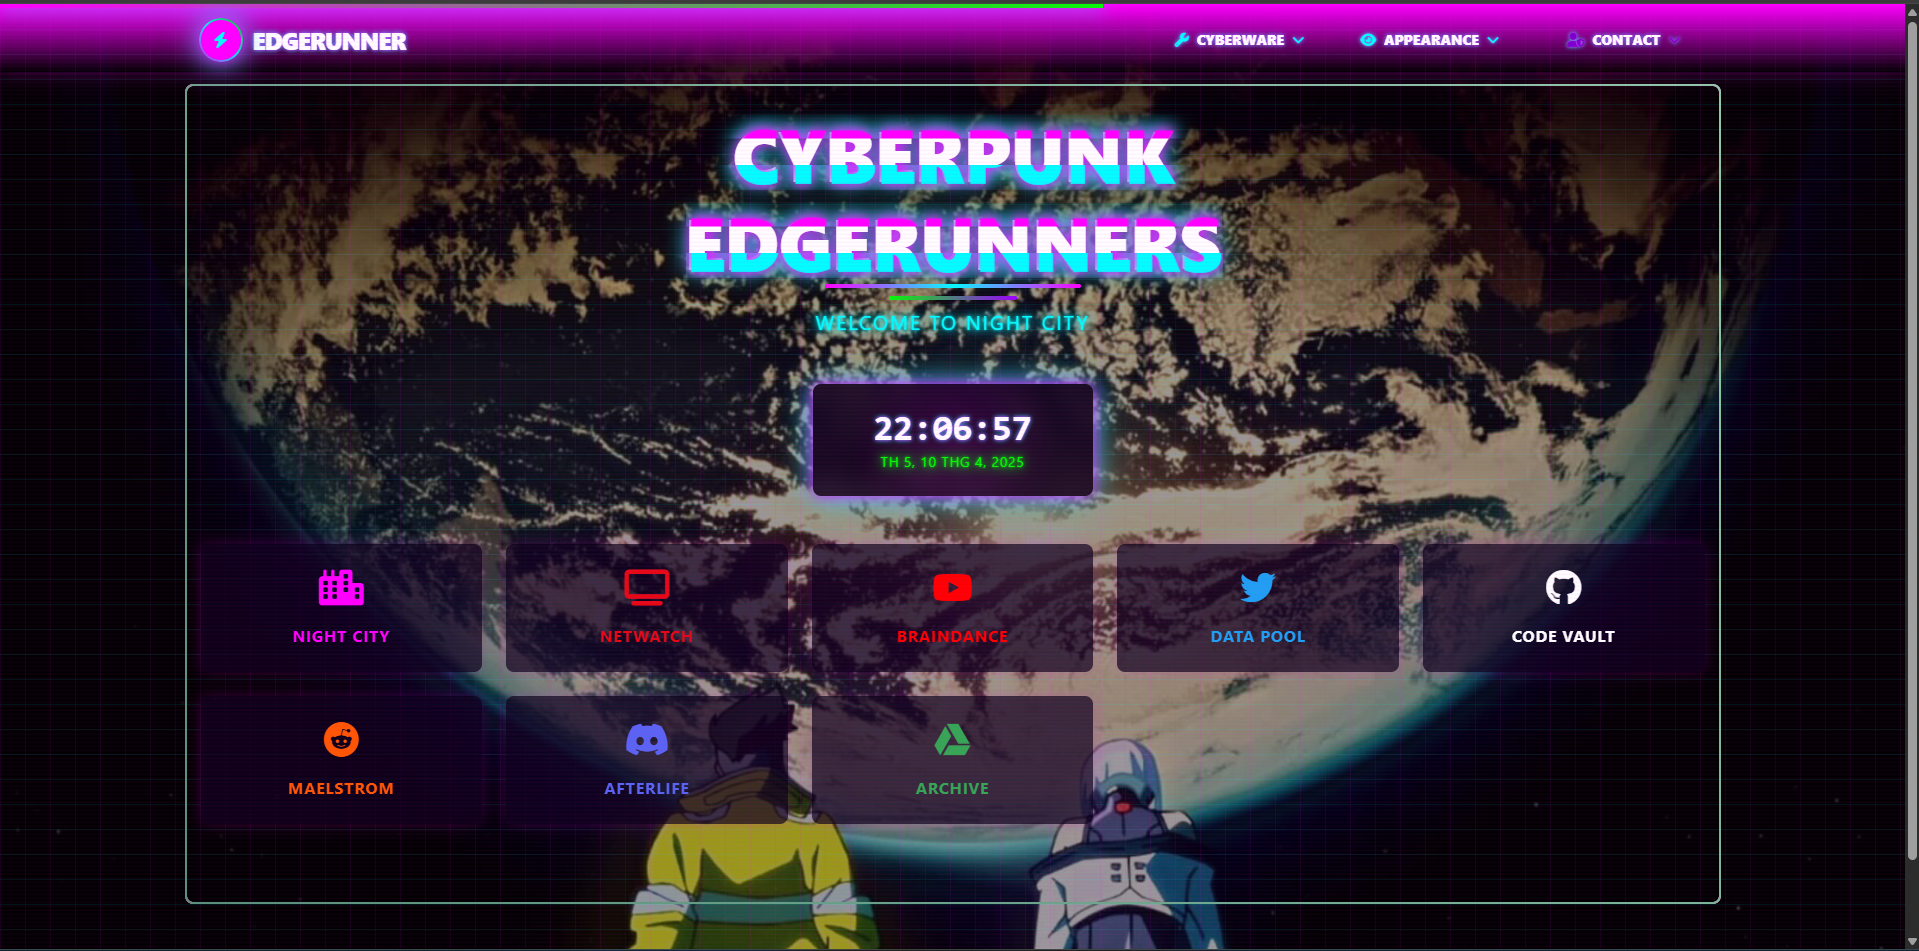 EDGERUNNER
CYBERWARE
APPEARANCE
CONTACT
CYBERPUNK
EDGERUNNERS
WELCOME TO NIGHT CITY
22:06:57
TH 5, 10 THG 4, 2025
NIGHT CITY
NETWATCH
BRAINDANCE
DATA POOL
CODE VAULT
MAELSTROM
AFTERLIFE
ARCHIVE